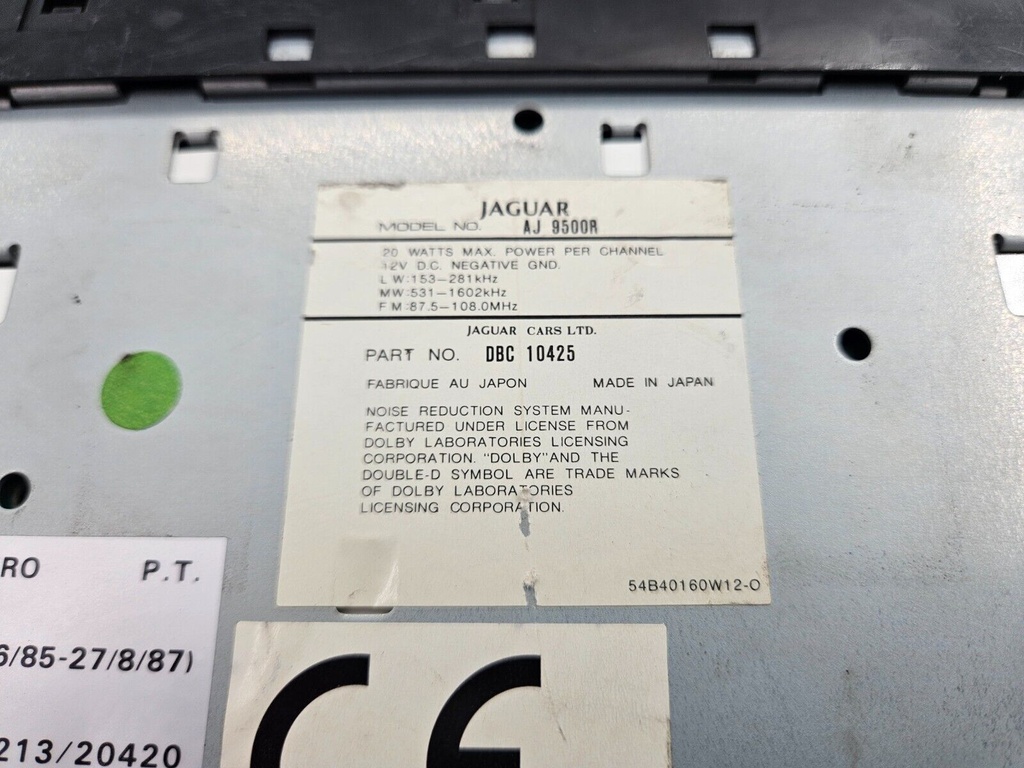 JAGUAR
MODEL NO. AJ 9500R
20 WATTS MAX. POWER PER CHANNEL
12V D.C. NEGATIVE GND.
LW:153-281kHz
MW:531-1602kHz
FM:87.5-108.0MHz
JAGUAR CARS LTD.
PART NO. DBC 10425
FABRIQUE AU JAPON MADE IN JAPAN
NOISE REDUCTION SYSTEM MANU-
FACTURED UNDER LICENSE FROM
DOLBY LABORATORIES LICENSING
CORPORATION. "DOLBY"AND THE
DOUBLE-D SYMBOL ARE TRADE MARKS
OF DOLBY LABORATORIES
LICENSING CORPORATION.
54B40160W12-O
RO P.T.
6/85-27/8/87)
213/20420
CE